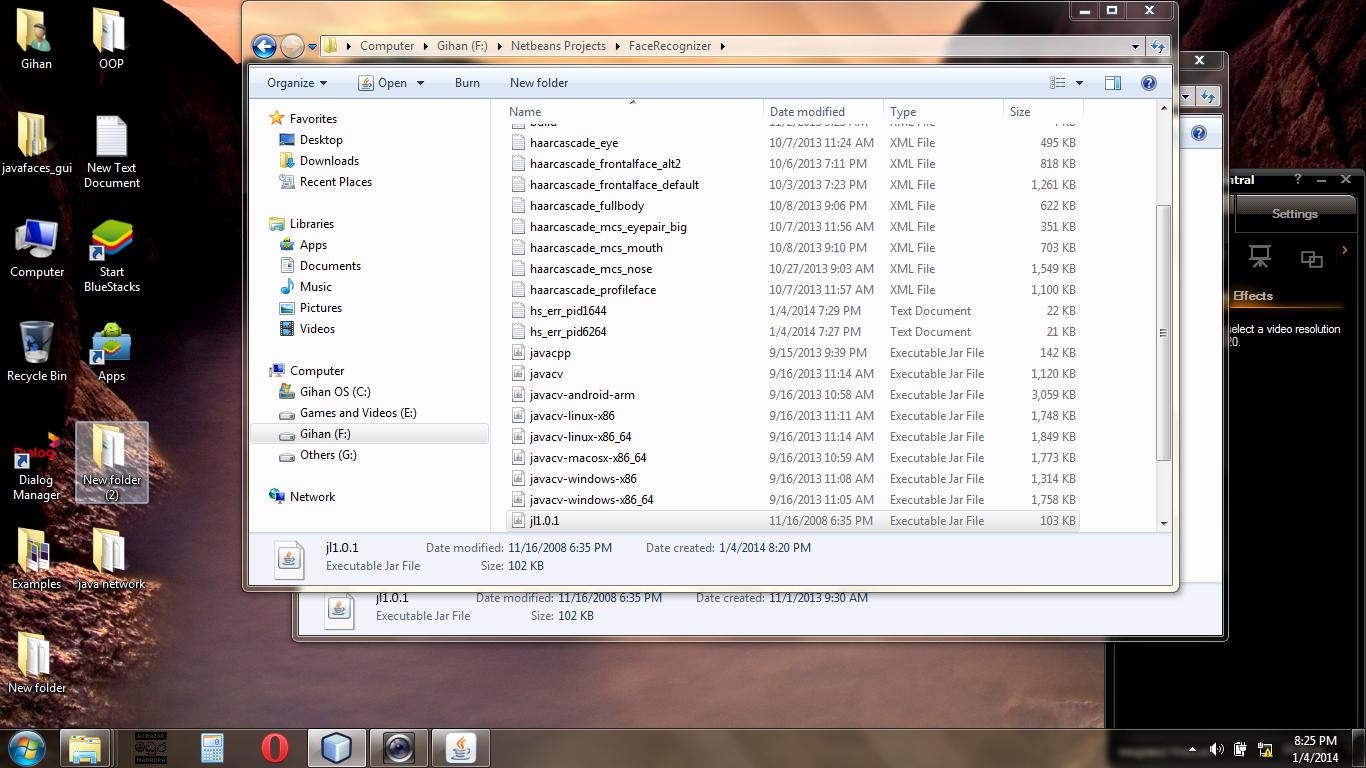 Gihan
OOP
javafaces_gui
New Text
Document
Computer
Start
BlueStacks
Recycle Bin
Apps
Dialog
Dialog
Manager
New folder
(2)
Examples
java network
New folder
Computer
Gihan (F:)
Netbeans Projects
FaceRecognizer
Organize
Open
Burn
New folder
Favorites
Desktop
Downloads
Recent Places
Libraries
Apps
Documents
Music
Pictures
Videos
Computer
Gihan OS (C:)
Games and Videos (E:)
Gihan (F:)
Others (G:)
Network
Name Date modified Type Size
build 11/2/2013 XML File KB
haarcascade_eye 10/7/2013 11:24 AM XML File 495 KB
haarcascade_frontalface_alt2 10/6/2013 7:11 PM XML File 818 KB
haarcascade_frontalface_default 10/3/2013 7:23 PM XML File 1,261 KB
haarcascade_fullbody 10/8/2013 9:06 PM XML File 622 KB
haarcascade_mcs_eyepair_big 10/7/2013 11:56 AM XML File 351 KB
haarcascade_mcs_mouth 10/8/2013 9:10 PM XML File 703 KB
haarcascade_mcs_nose 10/27/2013 9:03 AM XML File 1,549 KB
haarcascade_profileface 10/7/2013 11:57 AM XML File 1,100 KB
hs_err_pid1644 1/4/2014 7:29 PM Text Document 22 KB
hs_err_pid6264 1/4/2014 7:27 PM Text Document 21 KB
javacpp 9/15/2013 9:39 PM Executable Jar File 142 KB
javacv 9/16/2013 11:14 AM Executable Jar File 1,120 KB
javacv-android-arm 9/16/2013 10:58 AM Executable Jar File 3,059 KB
javacv-linux-x86 9/16/2013 11:11 AM Executable Jar File 1,748 KB
javacv-linux-x86_64 9/16/2013 11:14 AM Executable Jar File 1,849 KB
javacv-macosx-x86_64 9/16/2013 10:59 AM Executable Jar File 1,773 KB
javacv-windows-x86 9/16/2013 11:08 AM Executable Jar File 1,314 KB
javacv-windows-x86_64 9/16/2013 11:05 AM Executable Jar File 1,758 KB
jl1.0.1 11/16/2008 6:35 PM Executable Jar File 103 KB
jl1.0.1 Date modified: 11/16/2008 6:35 PM Date created: 1/4/2014 8:20 PM
Executable Jar File Size: 102 KB
jl1.0.1 Date modified: 11/16/2008 6:35 PM Date created: 11/1/2013 9:30 AM
Executable Jar File Size: 102 KB
ntral
Settings
Effects
select a video resolution
20.
මධුර
MADHURA
8:25 PM
1/4/2014